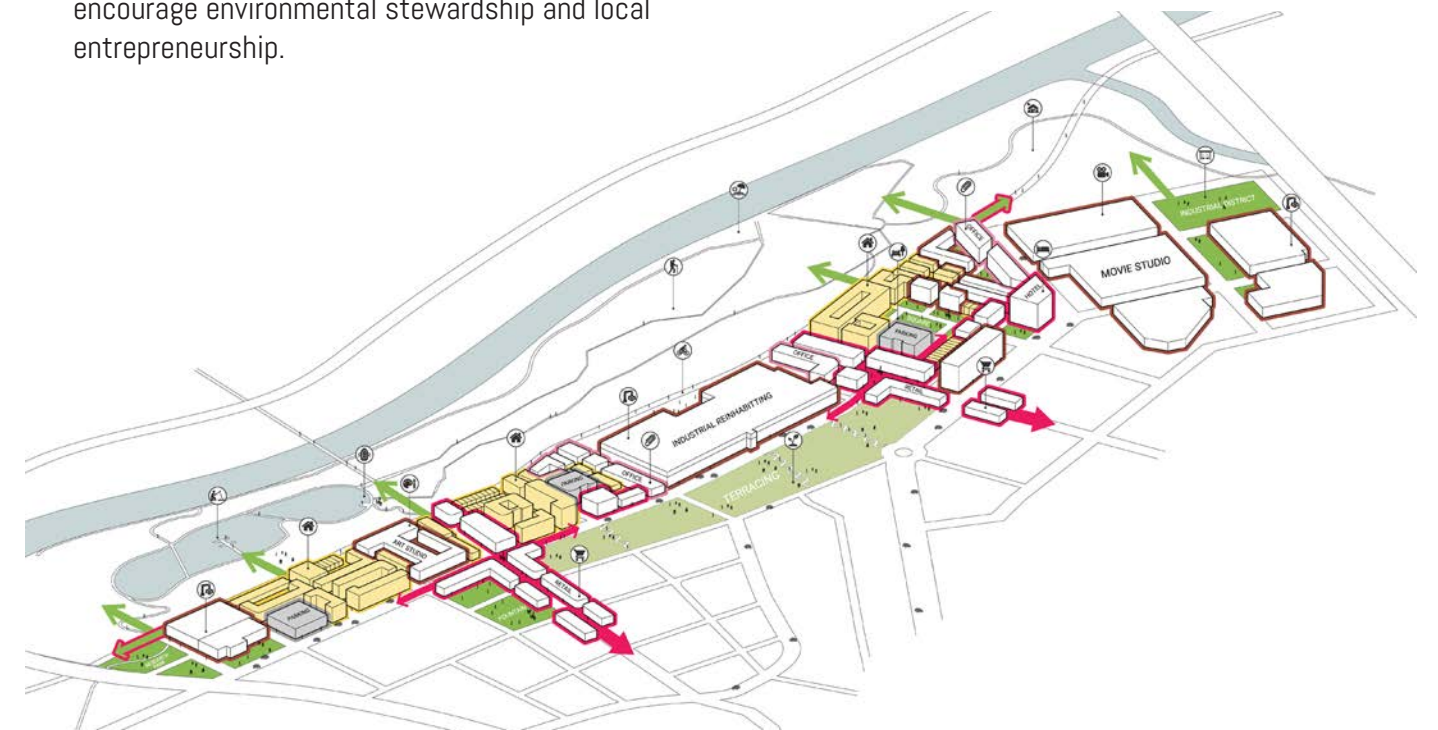 encourage environmental stewardship and local
entrepreneurship.
INDUSTRIAL DISTRICT
OFFICE
MOVIE STUDIO
HOTEL
PARKING
OFFICE
RETAIL
INDUSTRIAL REINHABITTING
OFFICE
PARKING
TERRACING
ART STUDIO
RETAIL
PARKING